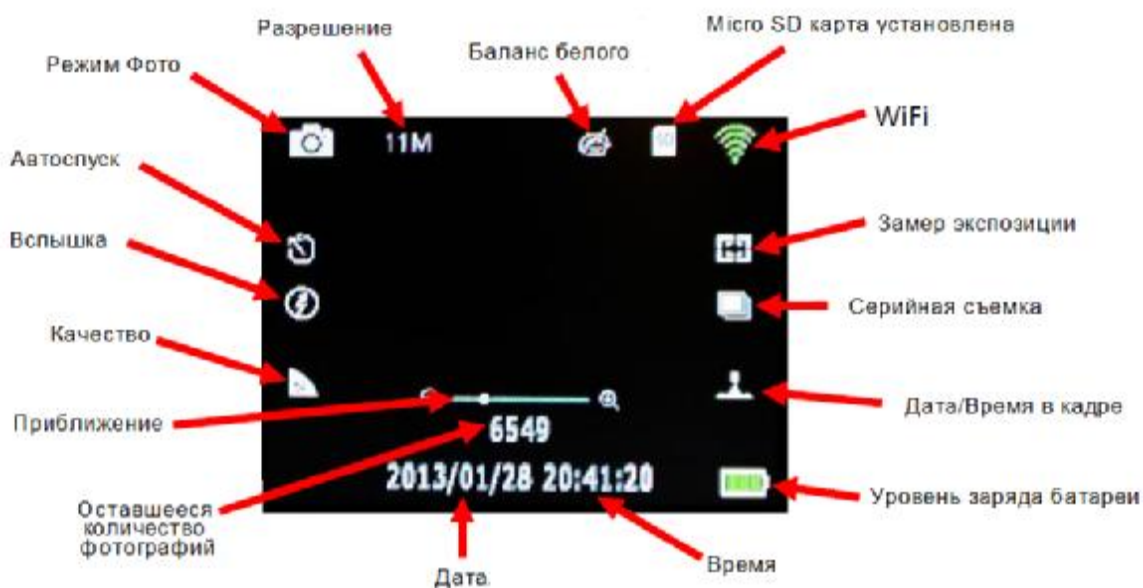 Разрешение
Micro SD карта установлена
Баланс белого
Режим Фото
WiFi
11M
Автоспуск
Замер экспозиции
Вспышка
Серийная съемка
Качество
Приближение
Дата/Время в кадре
6549
2013/01/28 20:41:20
Уровень заряда батареи
Оставшееся
количество
фотографий
Время
Дата